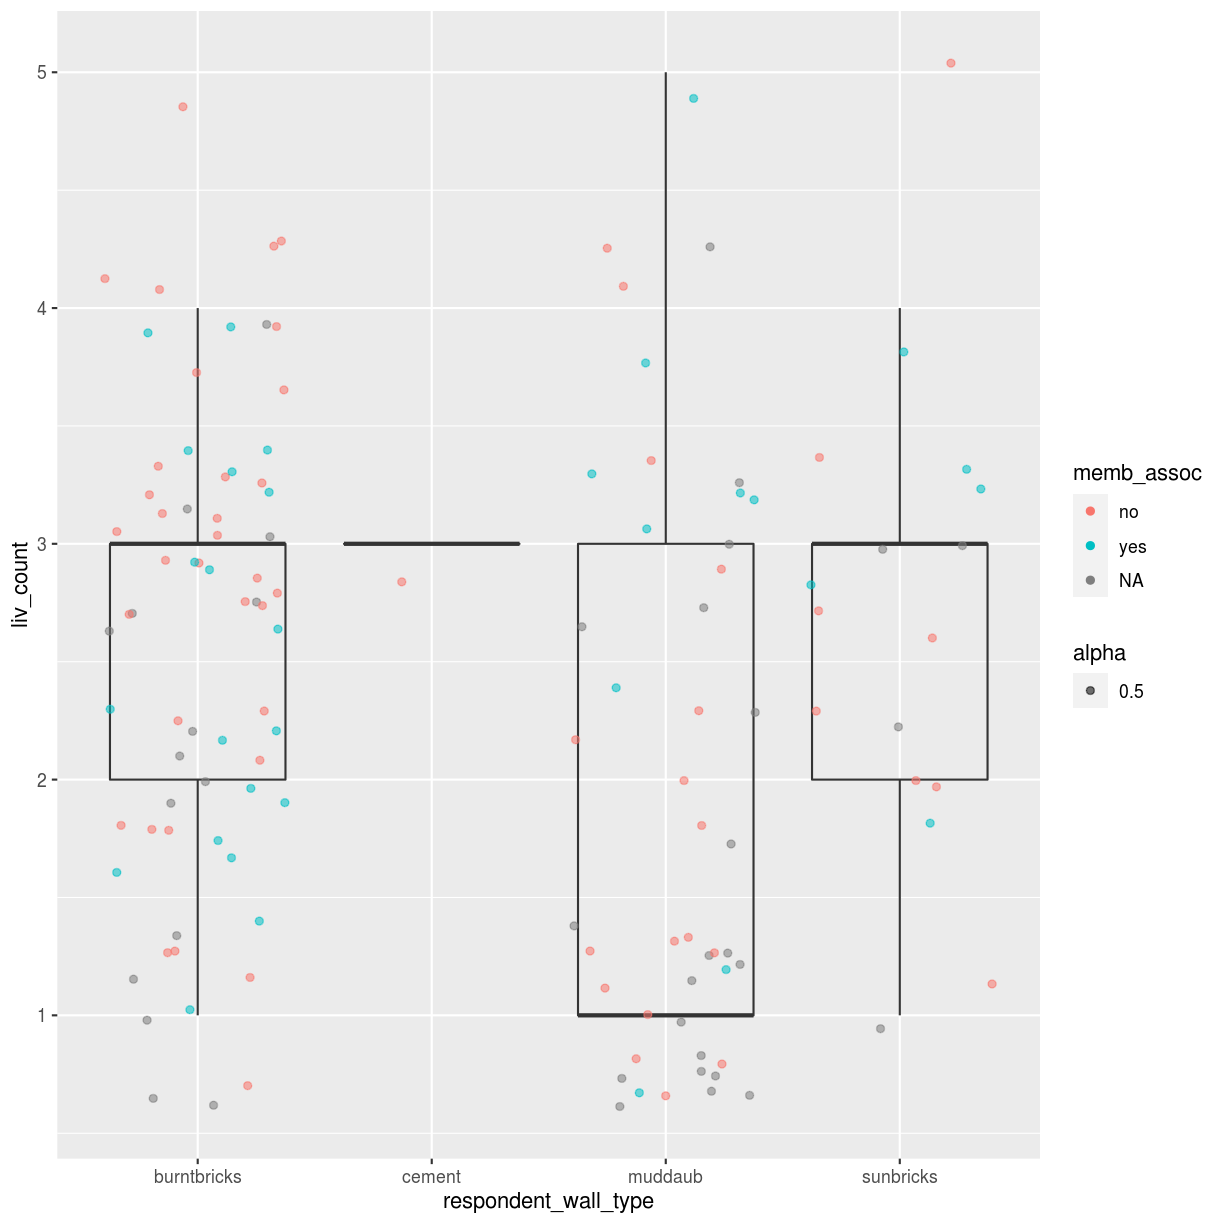 liv_count
5
4
3
2
1
burntbricks cement muddaub sunbricks
respondent_wall_type
memb_assoc
no
yes
NA
alpha
0.5